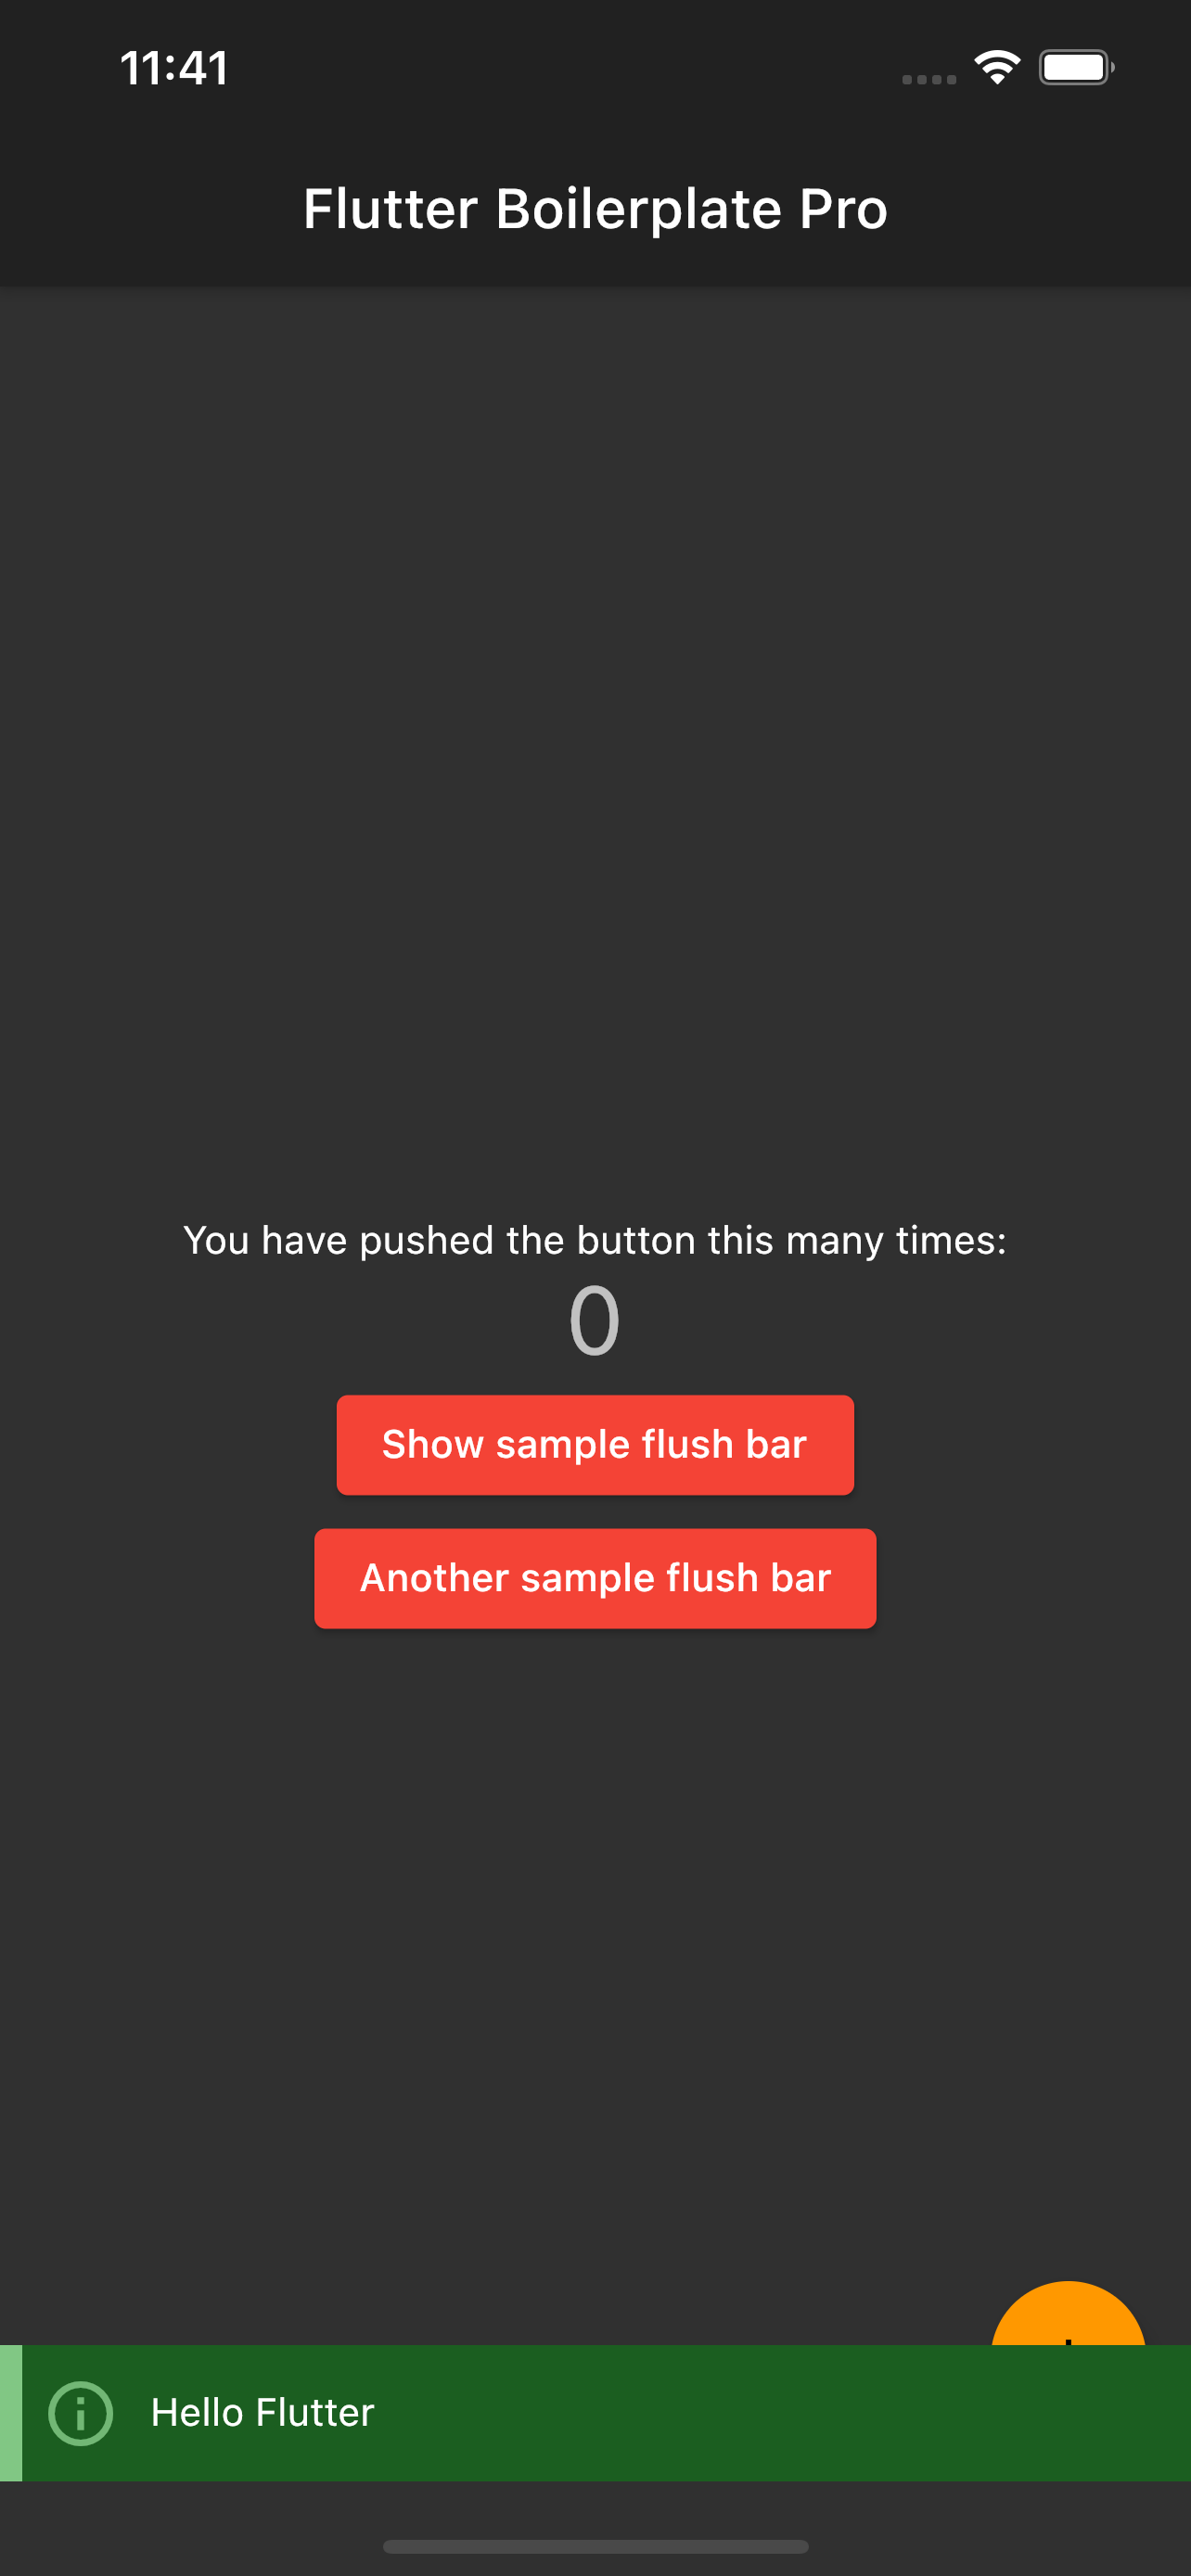 11:41
Flutter Boilerplate Pro
You have pushed the button this many times:
0
Show sample flush bar
Another sample flush bar
Hello Flutter